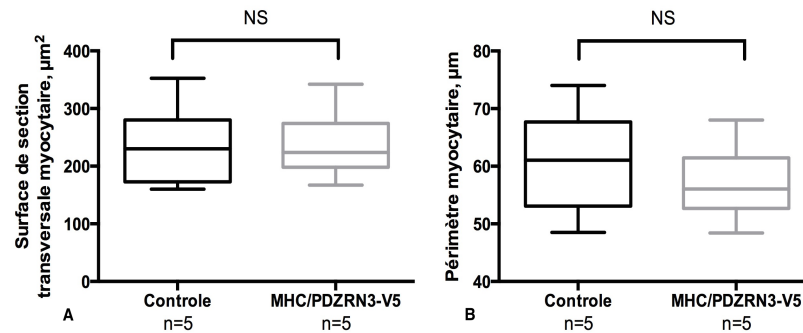 NS
Surface de section
transversale myocytaire, µm²
400
300
200
100
0
Controle
n=5
MHC/PDZRN3-V5
n=5
A
NS
Périmètre myocytaire, µm
80
70
60
50
40
Controle
n=5
MHC/PDZRN3-V5
n=5
B